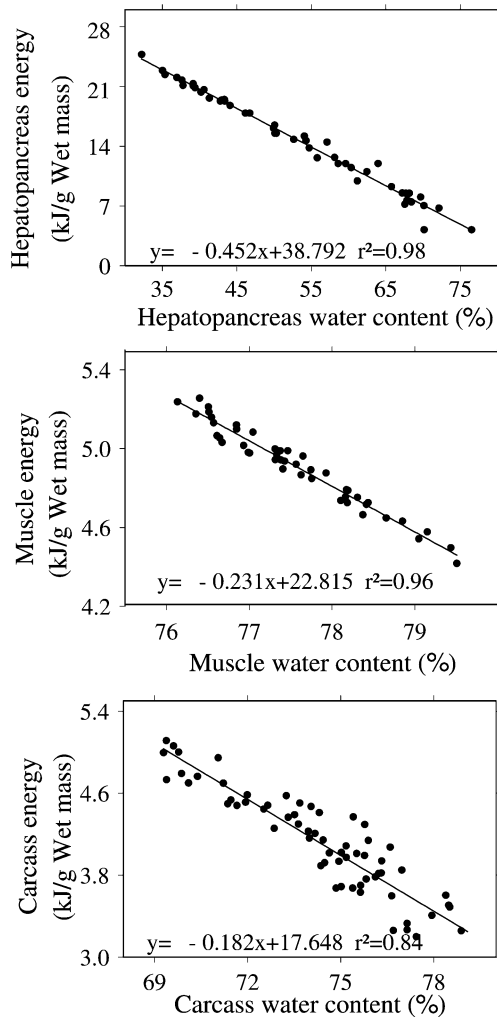 28
21
14
7
0
Hepatopancreas energy
(kJ/g Wet mass)
y= - 0.452x+38.792 r²=0.98
35 45 55 65 75
Hepatopancreas water content (%)
5.4
5.0
4.6
4.2
Muscle energy
(kJ/g Wet mass)
y= - 0.231x+22.815 r²=0.96
76 77 78 79
Muscle water content (%)
5.4
4.6
3.8
3.0
Carcass energy
(kJ/g Wet mass)
y= - 0.182x+17.648 r²=0.84
69 72 75 78
Carcass water content (%)